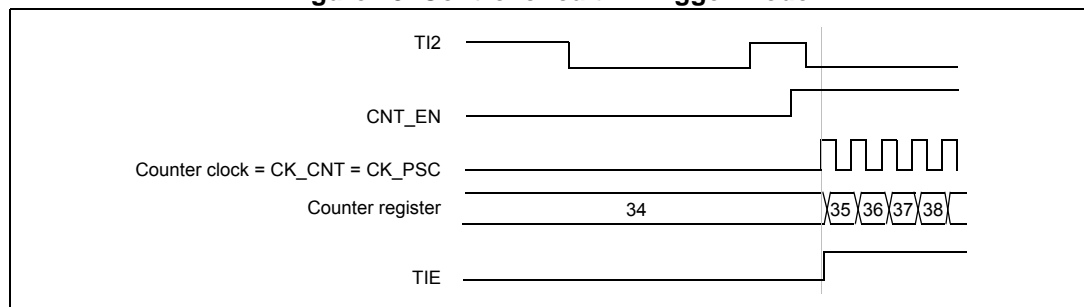 TI2
CNT_EN
Counter clock = CK_CNT = CK_PSC
Counter register 34 35 36 37 38
TIE